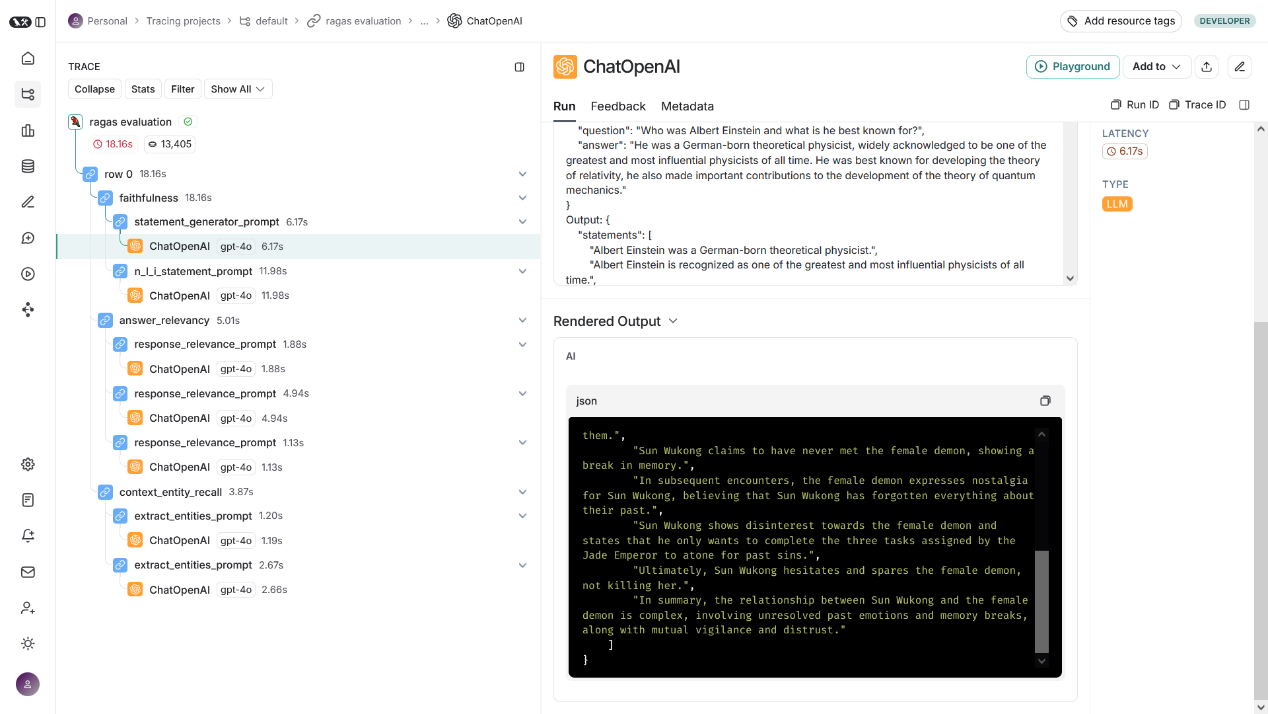 Personal > Tracing projects > default > ragas evaluation > ... > ChatOpenAI
Add resource tags
DEVELOPER
TRACE
Collapse Stats Filter Show All
ragas evaluation
18.16s 13,405
row 0 18.16s
faithfulness 18.16s
statement_generator_prompt 6.17s
ChatOpenAI gpt-4o 6.17s
n_l_i_statement_prompt 11.98s
ChatOpenAI gpt-4o 11.98s
answer_relevancy 5.01s
response_relevance_prompt 1.88s
ChatOpenAI gpt-4o 1.88s
response_relevance_prompt 4.94s
ChatOpenAI gpt-4o 4.94s
response_relevance_prompt 1.13s
ChatOpenAI gpt-4o 1.13s
context_entity_recall 3.87s
extract_entities_prompt 1.20s
ChatOpenAI gpt-4o 1.19s
extract_entities_prompt 2.67s
ChatOpenAI gpt-4o 2.66s
ChatOpenAI
Playground Add to
Run Feedback Metadata
Run ID Trace ID
"question": "Who was Albert Einstein and what is he best known for?",
"answer": "He was a German-born theoretical physicist, widely acknowledged to be one of the
greatest and most influential physicists of all time. He was best known for developing the theory
of relativity, he also made important contributions to the development of the theory of quantum
mechanics."
}
Output: {
"statements": [
"Albert Einstein was a German-born theoretical physicist.",
"Albert Einstein is recognized as one of the greatest and most influential physicists of all
time.",
LATENCY
6.17s
TYPE
LLM
Rendered Output
AI
json
them.",
"Sun Wukong claims to have never met the female demon, showing a
break in memory.",
"In subsequent encounters, the female demon expresses nostalgia
for Sun Wukong, believing that Sun Wukong has forgotten everything about
their past.",
"Sun Wukong shows disinterest towards the female demon and
states that he only wants to complete the three tasks assigned by the
Jade Emperor to atone for past sins.",
"Ultimately, Sun Wukong hesitates and spares the female demon,
not killing her.",
"In summary, the relationship between Sun Wukong and the female
demon is complex, involving unresolved past emotions and memory breaks,
along with mutual vigilance and distrust."
]
}